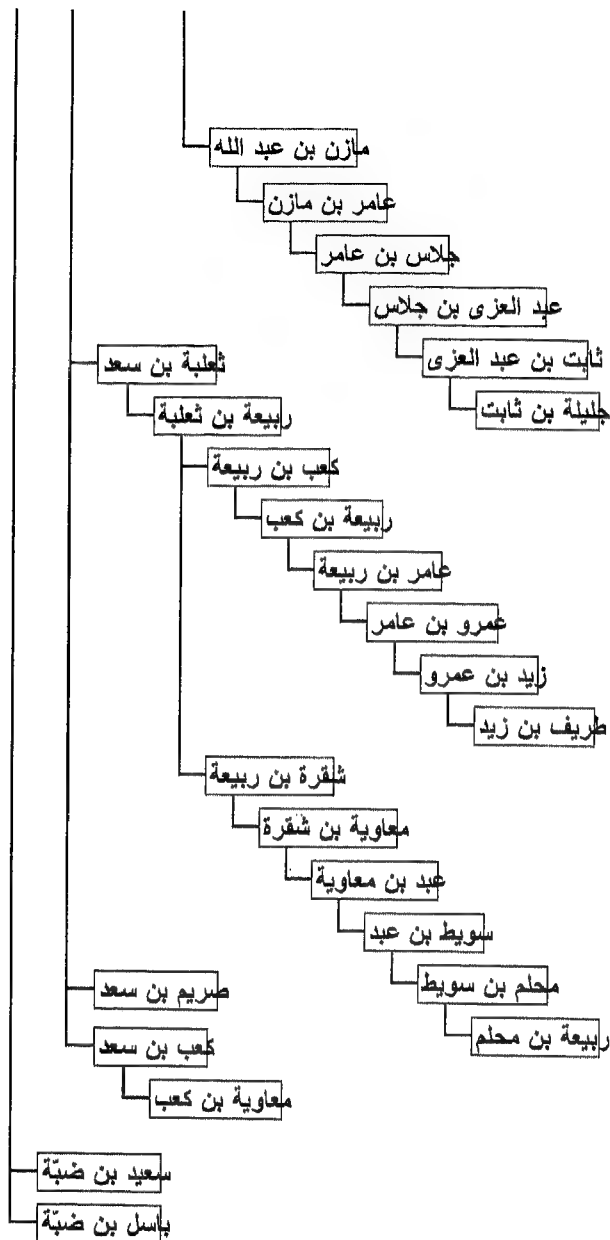 مازن بن عبد الله
عامر بن مازن
جلاس بن عامر
عبد العزى بن جلاس
ثابت بن عبد العزى
ثعلبة بن سعد
جليلة بن ثابت
ربيعة بن ثعلبة
كعب بن ربيعة
ربيعة بن كعب
عامر بن ربيعة
عمرو بن عامر
زيد بن عمرو
طريف بن زيد
شقرة بن ربيعة
معاوية بن شقرة
عبد بن معاوية
سويط بن عبد
محلم بن سويط
صريم بن سعد
ربيعة بن محلم
كعب بن سعد
معاوية بن كعب
سعيد بن ضبّة
باسل بن ضبّة